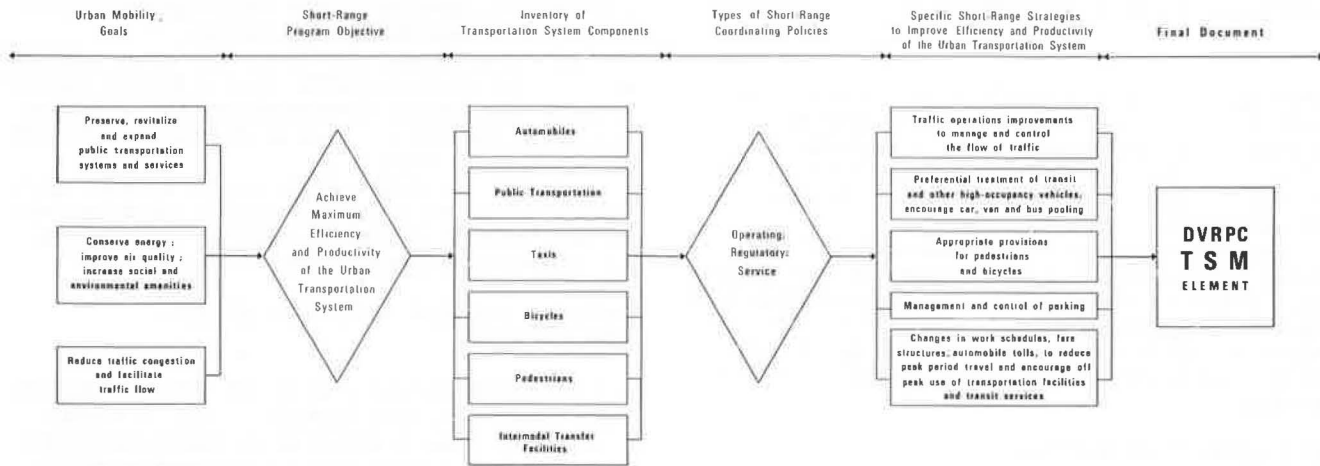 Urban Mobility
Goals
Short-Range
Program Objective
Inventory of
Transportation System Components
Types of Short-Range
Coordinating Policies
Specific Short-Range Strategies
to Improve Efficiency and Productivity
of the Urban Transportation System
Final Document
Preserve, revitalize
and expand
public transportation
systems and services
Conserve energy;
improve air quality;
increase social and
environmental amenities
Reduce traffic congestion
and facilitate
traffic flow
Achieve
Maximum
Efficiency
and Productivity
of the Urban
Transportation
System
Automobiles
Public Transportation
Taxis
Bicycles
Pedestrians
Intermodal Transfer
Facilities
Operating;
Regulatory;
Service
Traffic operations improvements
to manage and control
the flow of traffic
Preferential treatment of transit
and other high-occupancy vehicles;
encourage car, van and bus pooling
Appropriate provisions
for pedestrians
and bicycles
Management and control of parking
Changes in work schedules, fare
structures, automobile tolls, to reduce
peak period travel and encourage off
peak use of transportation facilities
and transit services
DVRPC
TSM
ELEMENT